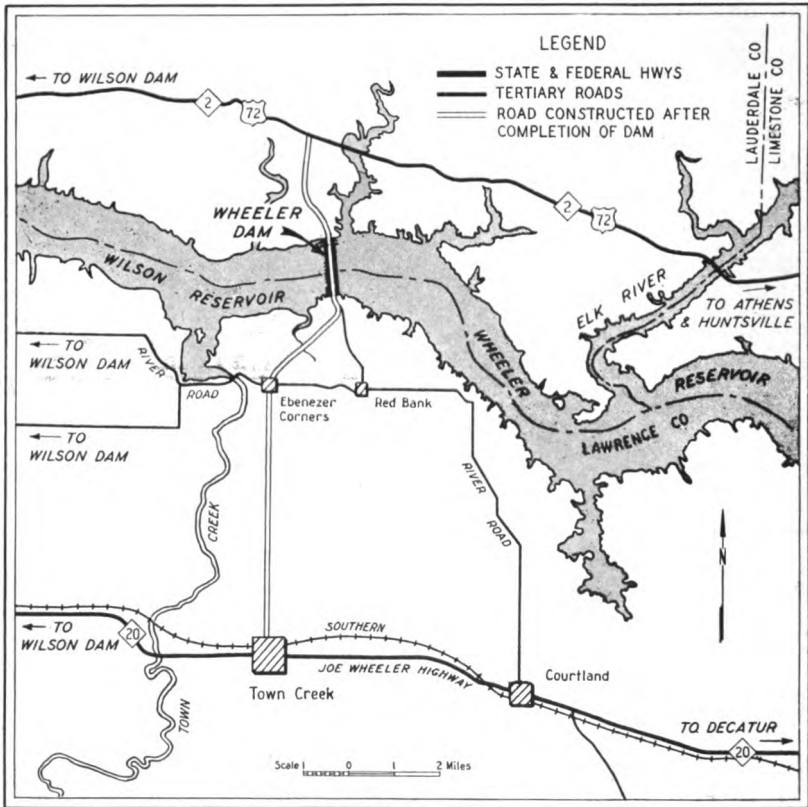 LEGEND
STATE & FEDERAL HWYS
TERTIARY ROADS
ROAD CONSTRUCTED AFTER
COMPLETION OF DAM
LAUDERDALE CO
LIMESTONE CO
← TO WILSON DAM
2
72
WHEELER
DAM
2
72
WILSON
RESERVOIR
ELK RIVER
TO ATHENS
& HUNTSVILLE
WHEELER
RESERVOIR
LAWRENCE CO
← TO
WILSON DAM
RIVER
ROAD
Ebenezer
Corners
Red Bank
← TO
WILSON DAM
RIVER
ROAD
CREEK
N
← TO
WILSON DAM
20
SOUTHERN
JOE WHEELER HIGHWAY
Town Creek
Courtland
TOWN
TO DECATUR
20
Scale 1 0 1 2 Miles